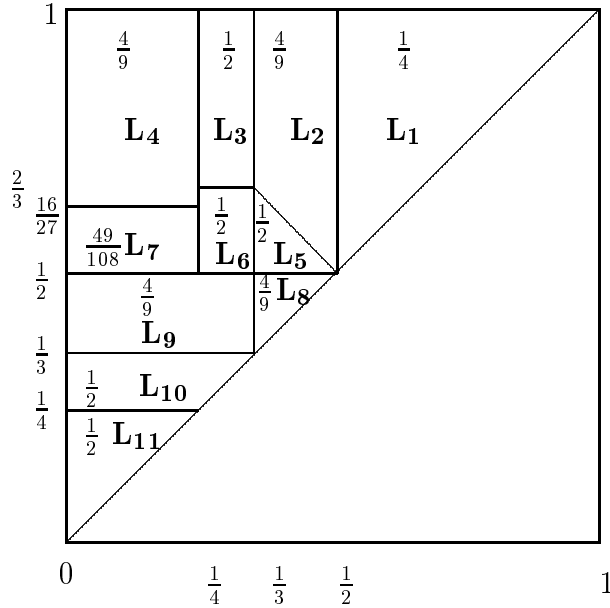 1
4/9 1/2 4/9 1/4
L₄ L₃ L₂ L₁
2/3
16/27 1/2 1/2
49/108 L₇ L₆ L₅
1/2 4/9 4/9 L₈
L₉
1/3
1/2 L₁₀
1/4
1/2 L₁₁
0 1/4 1/3 1/2 1